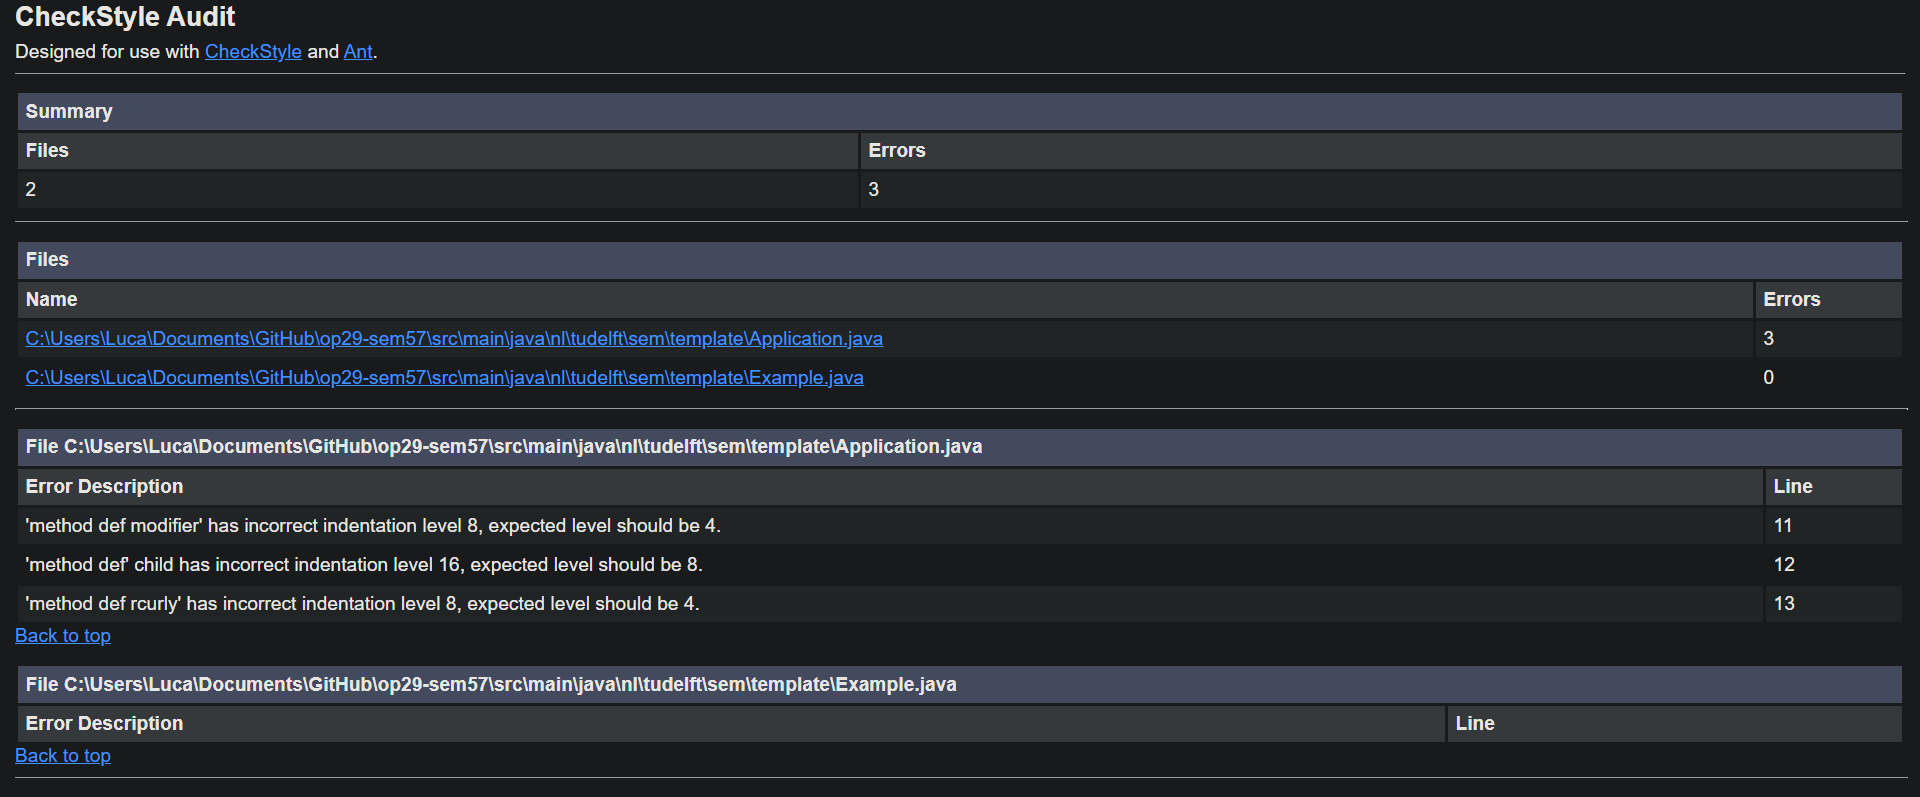 CheckStyle Audit
Designed for use with CheckStyle and Ant.
Summary
Files Errors
2 3
Files
Name Errors
C:\Users\Luca\Documents\GitHub\op29-sem57\src\main\java\nl\tudelft\sem\template\Application.java 3
C:\Users\Luca\Documents\GitHub\op29-sem57\src\main\java\nl\tudelft\sem\template\Example.java 0
File C:\Users\Luca\Documents\GitHub\op29-sem57\src\main\java\nl\tudelft\sem\template\Application.java
Error Description Line
'method def modifier' has incorrect indentation level 8, expected level should be 4. 11
'method def' child has incorrect indentation level 16, expected level should be 8. 12
'method def rcurly' has incorrect indentation level 8, expected level should be 4. 13
Back to top
File C:\Users\Luca\Documents\GitHub\op29-sem57\src\main\java\nl\tudelft\sem\template\Example.java
Error Description Line
Back to top